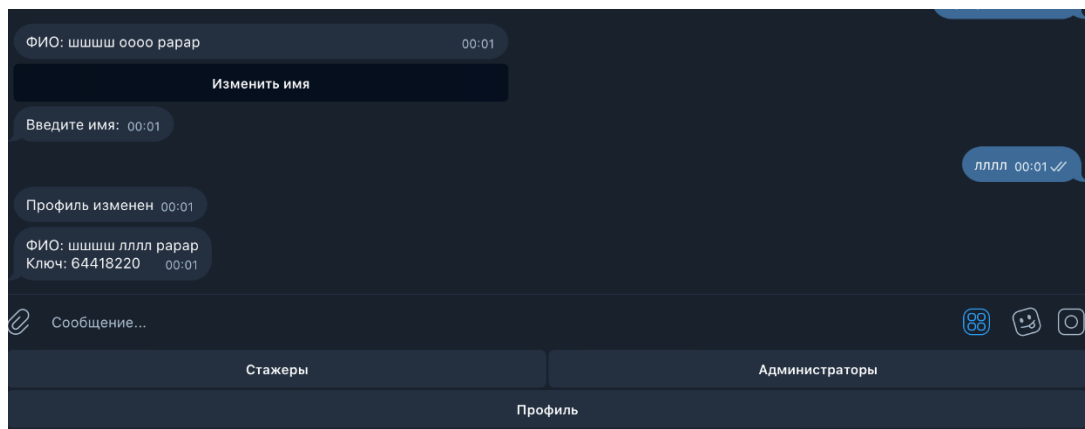 ФИО: шшшш оооо рарар 00:01
Изменить имя
Введите имя: 00:01
лллл 00:01
Профиль изменен 00:01
ФИО: шшшш лллл рарар
Ключ: 64418220 00:01
Сообщение...
Стажеры Администраторы
Профиль